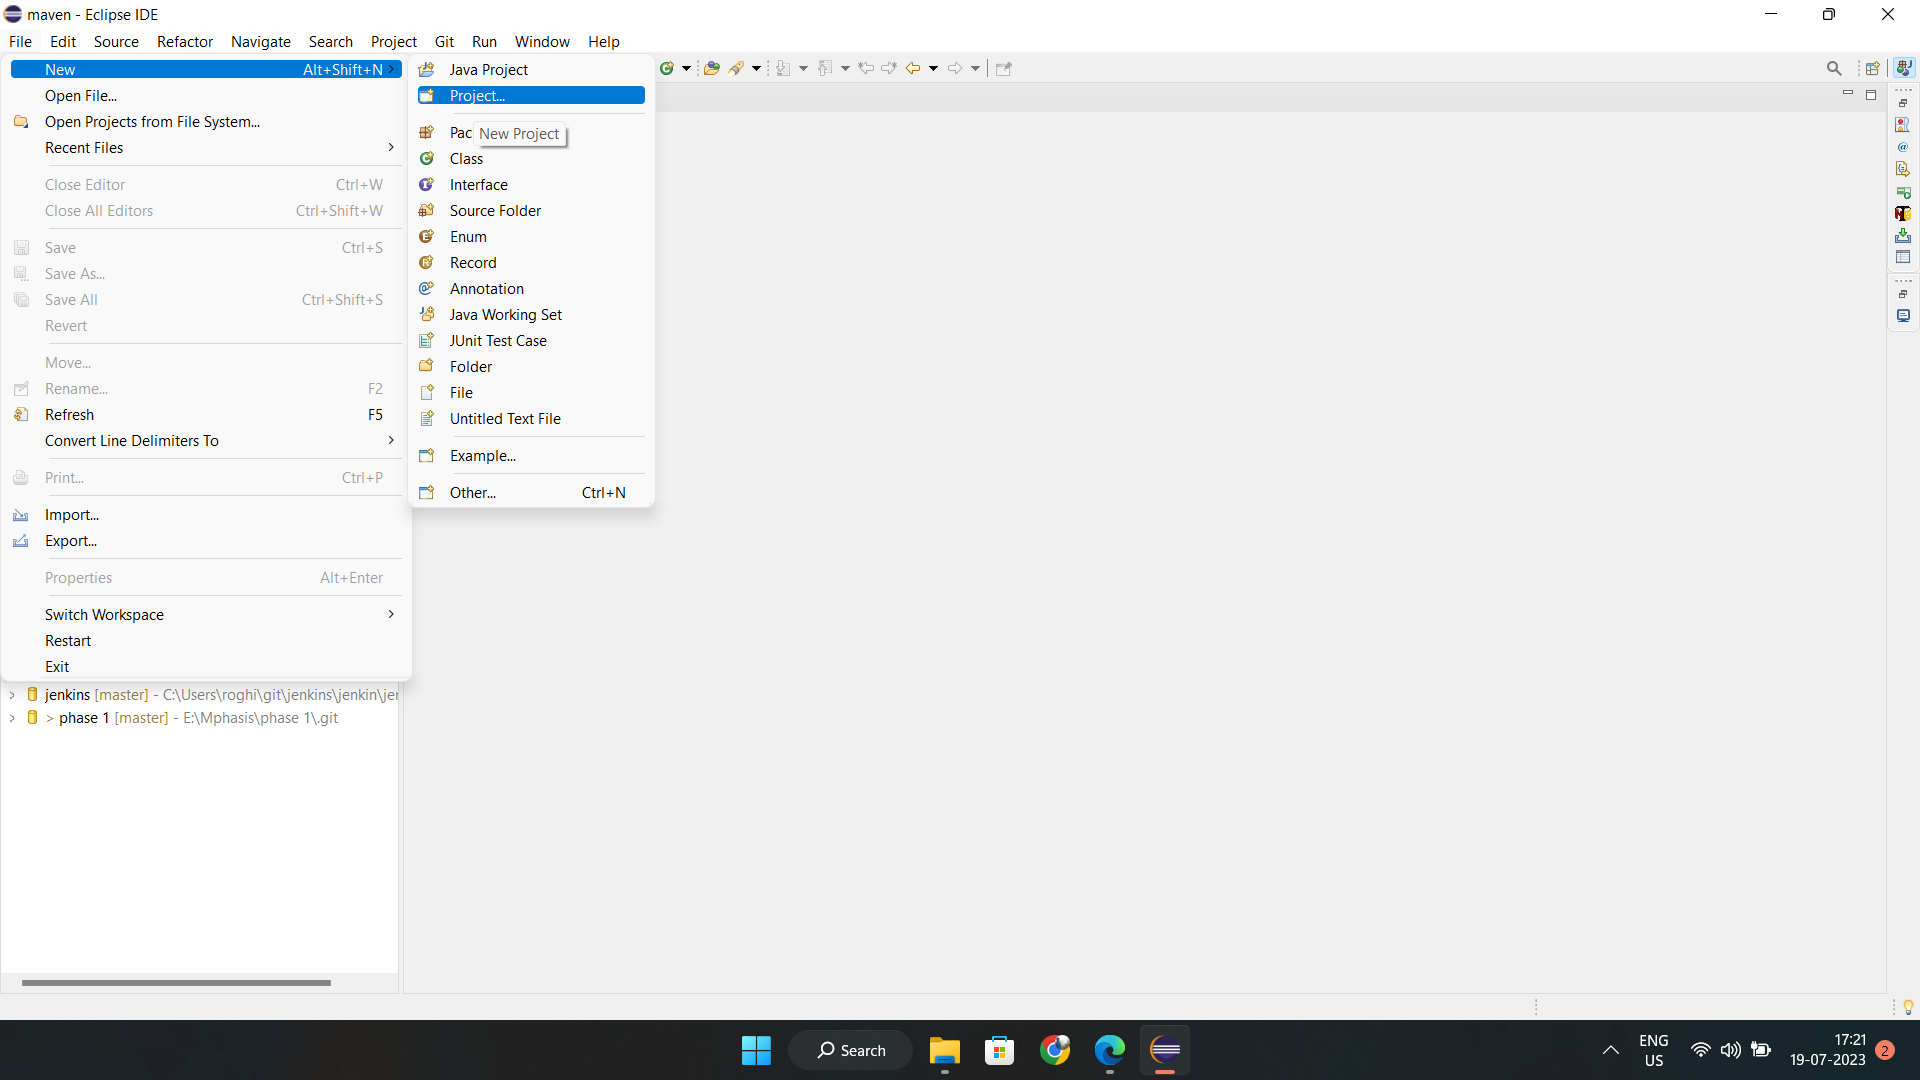 maven - Eclipse IDE
File Edit Source Refactor Navigate Search Project Git Run Window Help
New Alt+Shift+N
Open File...
Open Projects from File System...
Recent Files
Close Editor Ctrl+W
Close All Editors Ctrl+Shift+W
Save Ctrl+S
Save As...
Save All Ctrl+Shift+S
Revert
Move...
Rename... F2
Refresh F5
Convert Line Delimiters To
Print... Ctrl+P
Import...
Export...
Properties Alt+Enter
Switch Workspace
Restart
Exit
Java Project
Project...
Pac
New Project
Class
Interface
Source Folder
Enum
Record
Annotation
Java Working Set
JUnit Test Case
Folder
File
Untitled Text File
Example...
Other... Ctrl+N
jenkins [master] - C:\Users\roghi\git\jenkins\jenkin\jer
> phase 1 [master] - E:\Mphasis\phase 1\.git
Search
ENG
US
17:21
19-07-2023
2